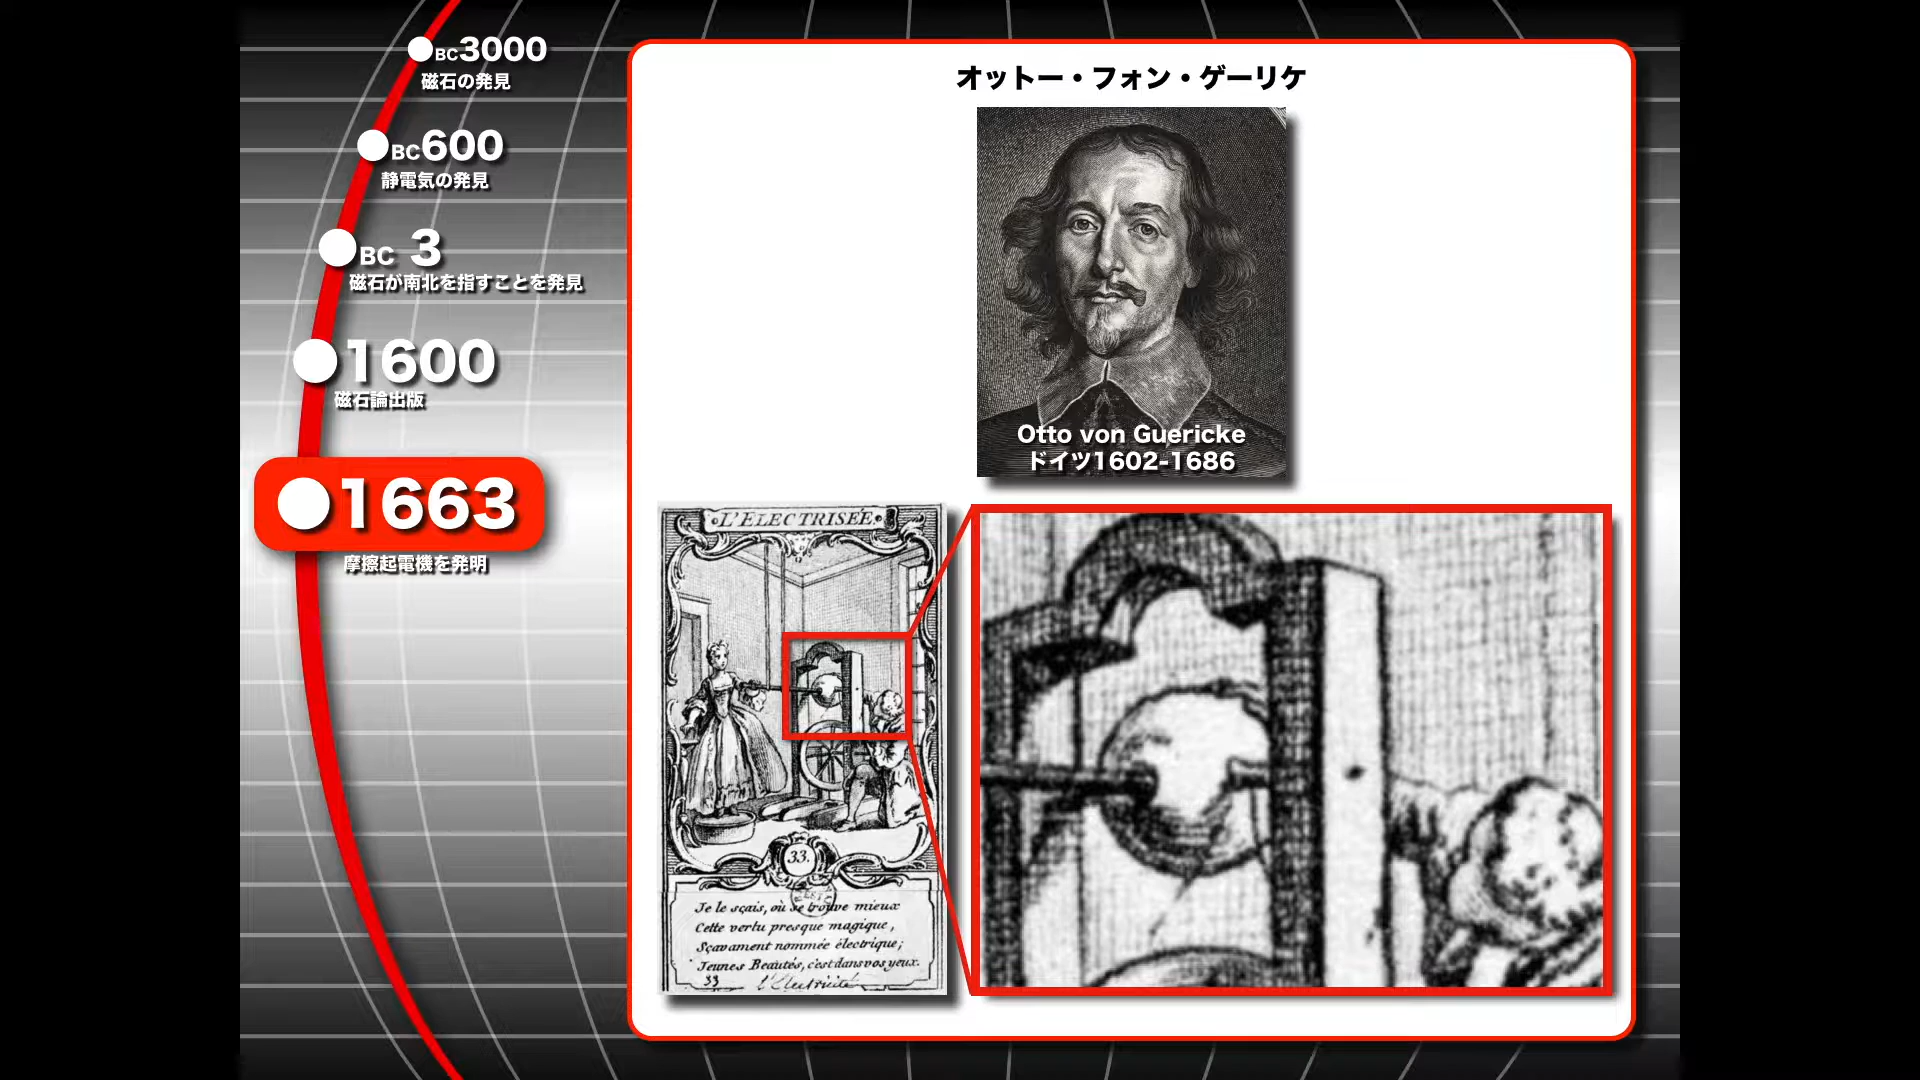 BC3000
磁石の発見
BC600
静電気の発見
BC 3
磁石が南北を指すことを発見
1600
磁石論出版
1663
摩擦起電機を発明
オットー・フォン・ゲーリケ
Otto von Guericke
ドイツ1602-1686
L'ELECTRISÉE.
33.
Je le sçais, où se trouve mieux
Cette vertu presque magique,
Sçavament nommée électrique;
Jeunes Beautés, c'est dans vos yeux.
33
l'Electricité